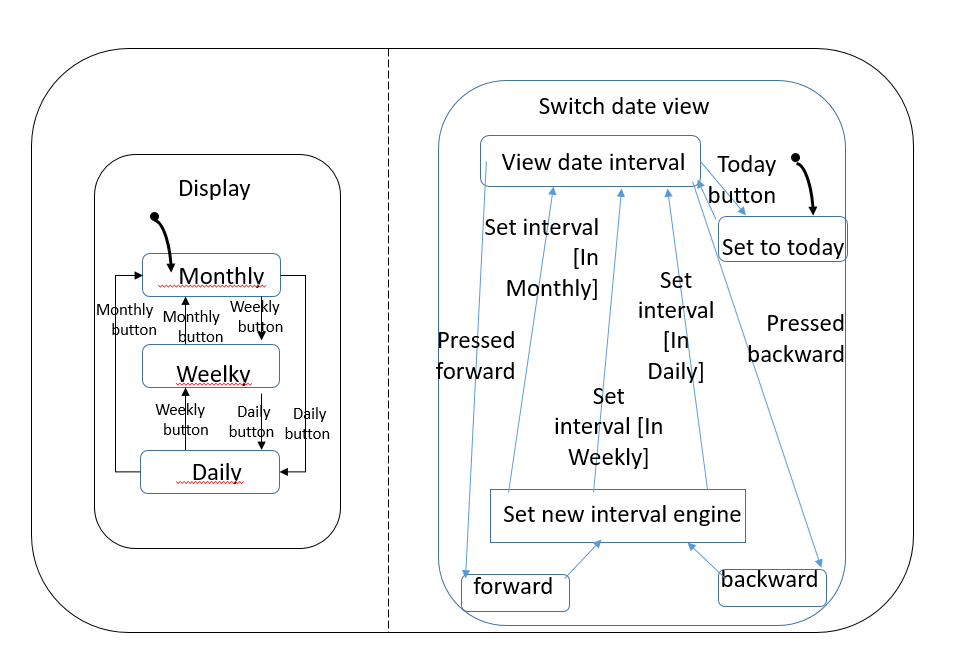 Display
Monthly
Monthly
button
Monthly
button
Weekly
button
Weelky
Weekly
button
Daily
button
Daily
button
Daily
Switch date view
View date interval
Today
button
Set to today
Set interval
[In
Monthly]
Set
interval
[In
Daily]
Pressed
forward
Pressed
backward
Set
interval [In
Weekly]
Set new interval engine
forward
backward